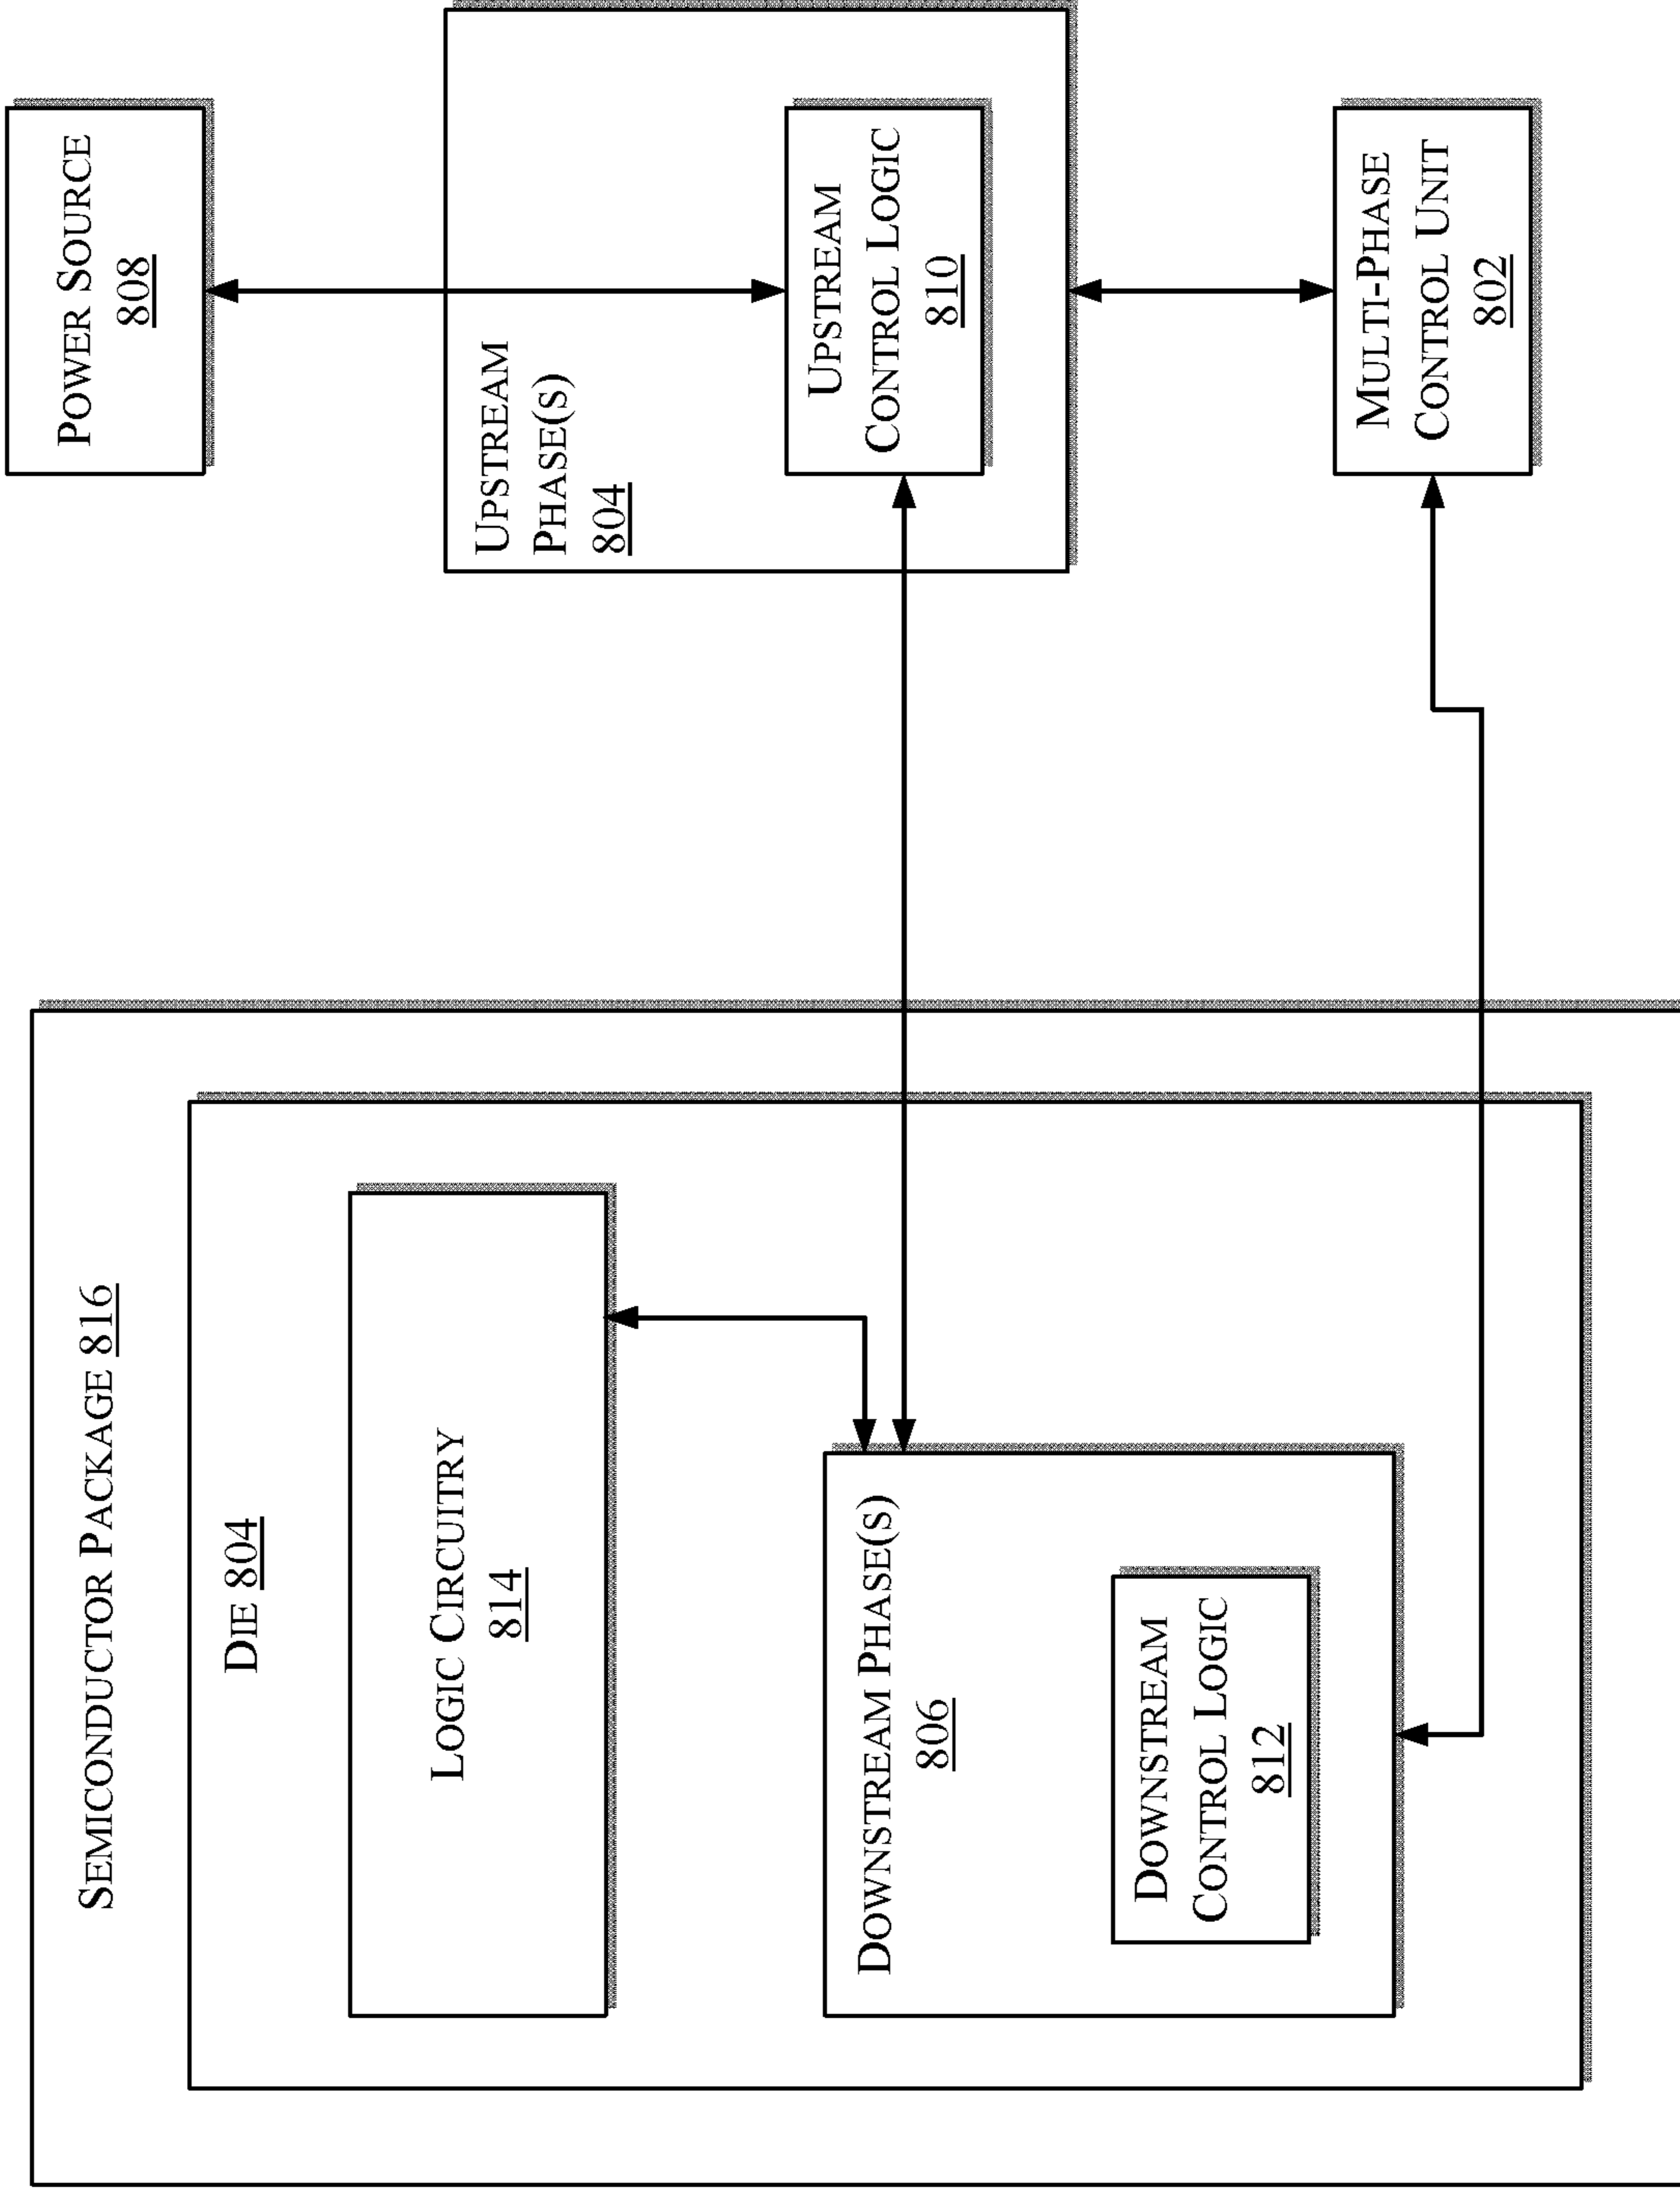 SEMICONDUCTOR PACKAGE 816
DIE 804
LOGIC CIRCUITRY
814
DOWNSTREAM PHASE(S)
806
DOWNSTREAM
CONTROL LOGIC
812
POWER SOURCE
808
UPSTREAM
PHASE(S)
804
UPSTREAM
CONTROL LOGIC
810
MULTI-PHASE
CONTROL UNIT
802